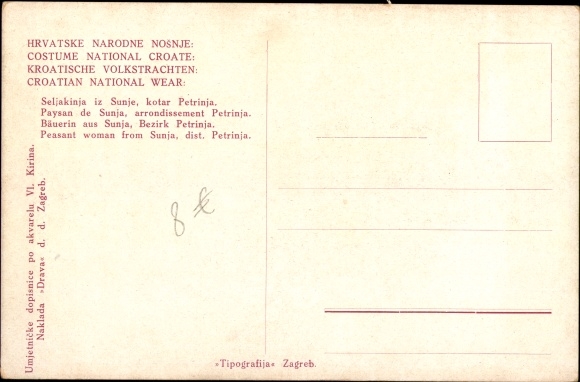 HRVATSKE NARODNE NOŠNJE:
COSTUME NATIONAL CROATE:
KROATISCHE VOLKSTRACHTEN:
CROATIAN NATIONAL WEAR:
Seljakinja iz Sunje, kotar Petrinja.
Paysan de Sunja, arrondissement Petrinja.
Bäuerin aus Sunja, Bezirk Petrinja.
Peasant woman from Sunja, dist. Petrinja.
Umjetničke dopisnice po akvarelu Vl. Kirina.
Naklada »Drava« d. d. Zagreb.
8 €
»Tipografija« Zagreb.